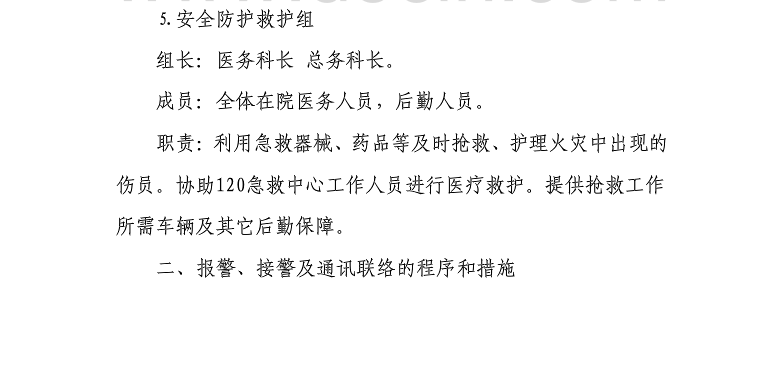 5.安全防护救护组
组长：医务科长 总务科长。
成员：全体在院医务人员，后勤人员。
职责：利用急救器械、药品等及时抢救、护理火灾中出现的
伤员。协助120急救中心工作人员进行医疗救护。提供抢救工作
所需车辆及其它后勤保障。
二、报警、接警及通讯联络的程序和措施